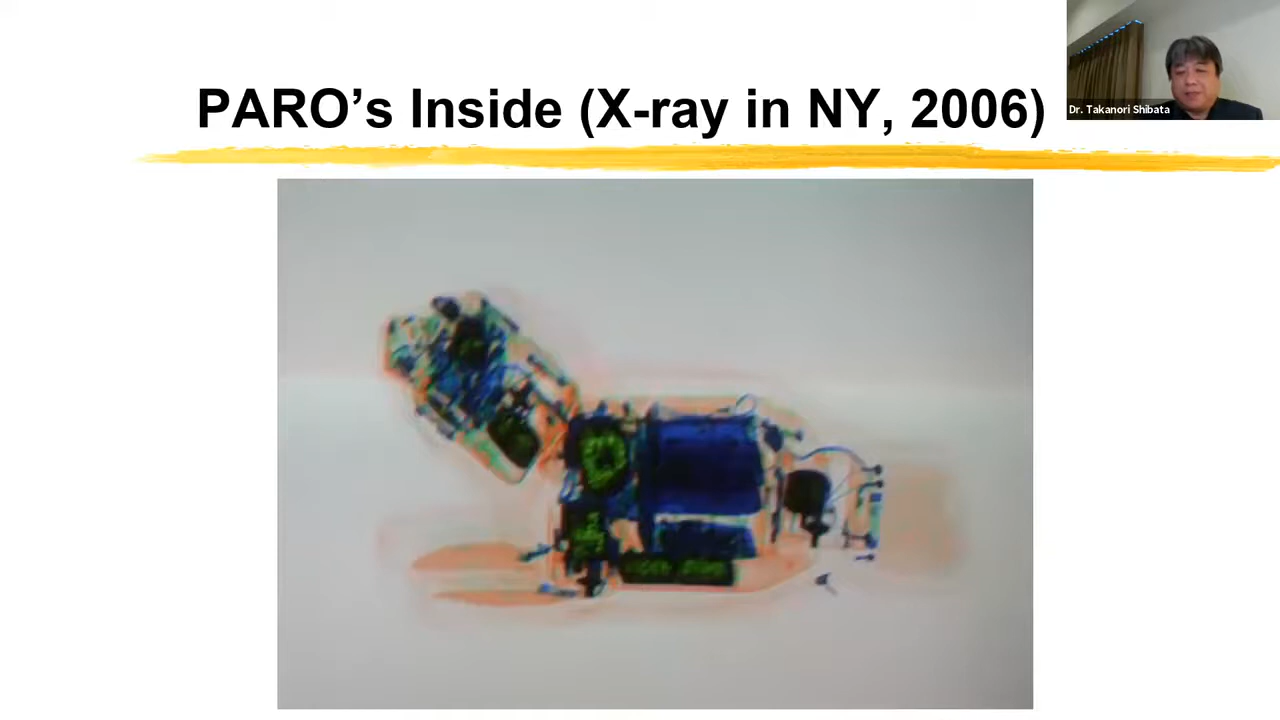 PARO’s Inside (X-ray in NY, 2006)
Dr. Takanori Shibata